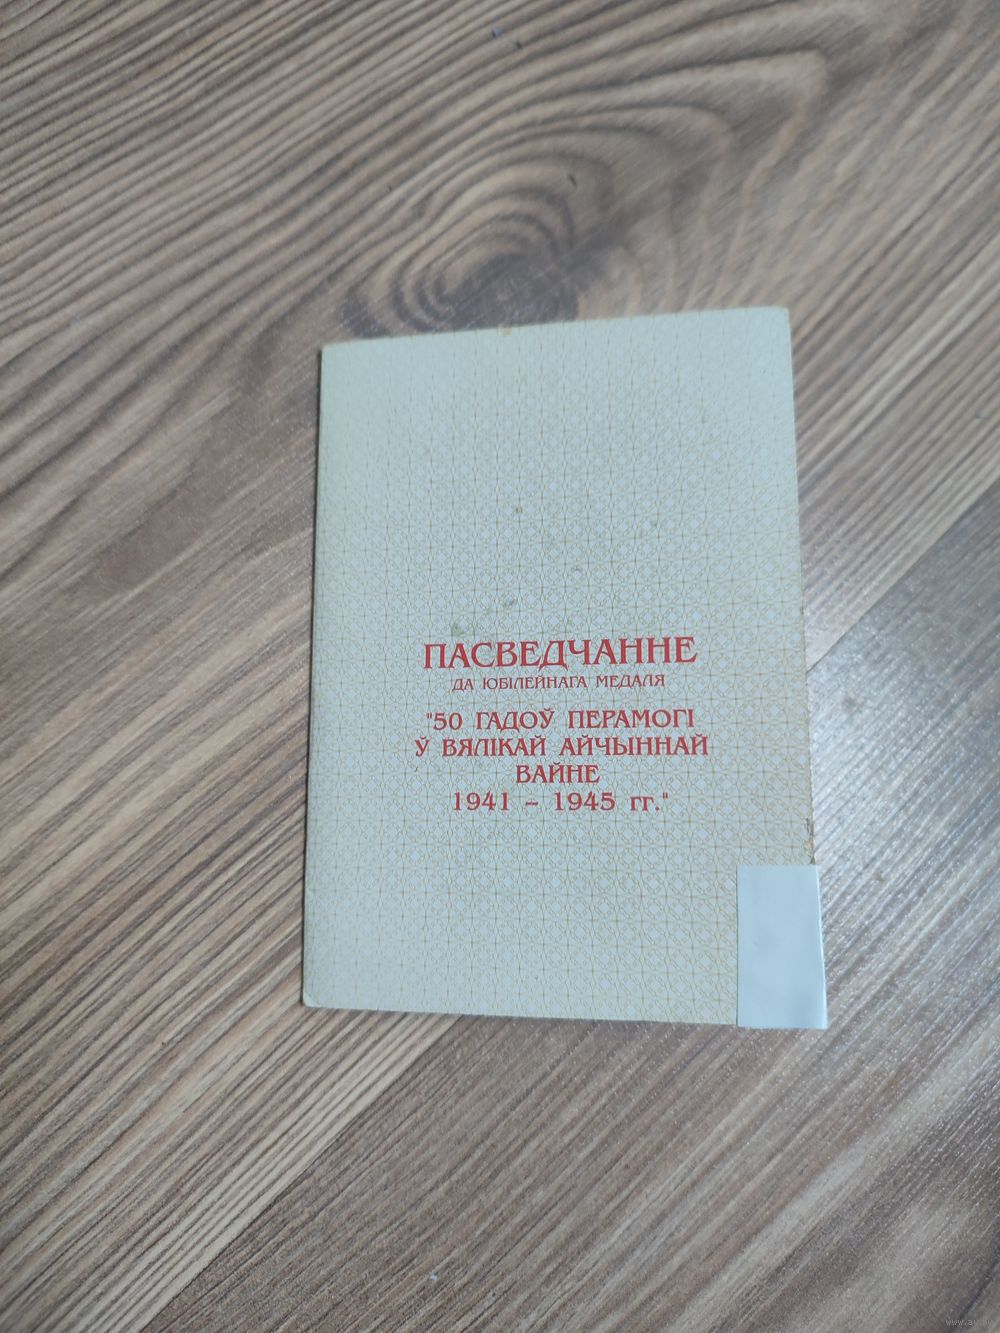 ПАСВЕДЧАННЕ
ДА ЮБІЛЕЙНАГА МЕДАЛЯ
"50 ГАДОЎ ПЕРАМОГІ
Ў ВЯЛІКАЙ АЙЧЫННАЙ
ВАЙНЕ
1941 – 1945 гг."